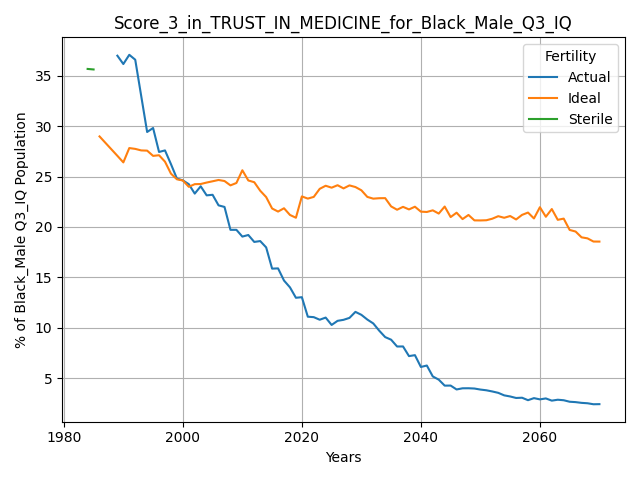 Score_3_in_TRUST_IN_MEDICINE_for_Black_Male_Q3_IQ
% of Black_Male Q3_IQ Population
35
30
25
20
15
10
5
1980 2000 2020 2040 2060
Years
Fertility
Actual
Ideal
Sterile